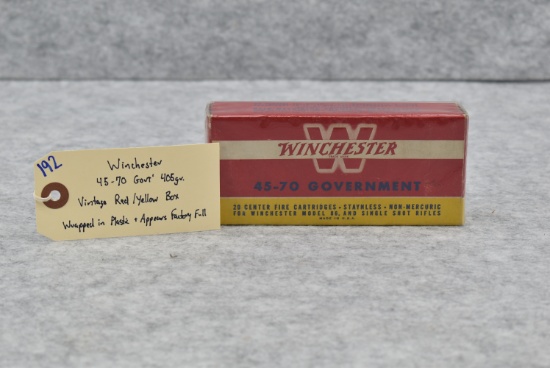 192
Winchester
45-70 Govt' 405gr.
Vintage Red/Yellow Box
Wrapped in Plastic + Appears Factory Full
W
WINCHESTER
45-70 GOVERNMENT
20 CENTER FIRE CARTRIDGES - STAYNLESS - NON-MERCURIC
FOR WINCHESTER MODEL 86, AND SINGLE SHOT RIFLES
MADE IN U.S.A.